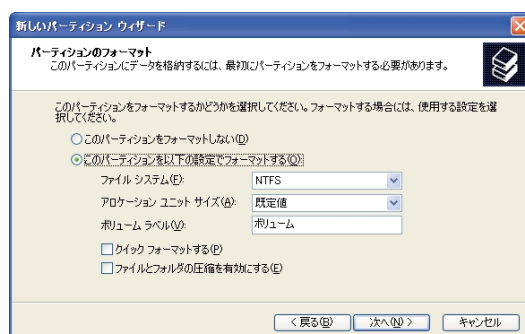 新しいパーティション ウィザード
パーティションのフォーマット
このパーティションにデータを格納するには、最初にパーティションをフォーマットする必要があります。
このパーティションをフォーマットするかどうかを選択してください。フォーマットする場合には、使用する設定を選
択してください。
このパーティションをフォーマットしない(D)
このパーティションを以下の設定でフォーマットする(O):
ファイル システム(F): NTFS
アロケーション ユニット サイズ(A): 既定値
ボリューム ラベル(V): ボリューム
クイック フォーマットする(P)
ファイルとフォルダの圧縮を有効にする(E)
< 戻る(B) 次へ(N) > キャンセル